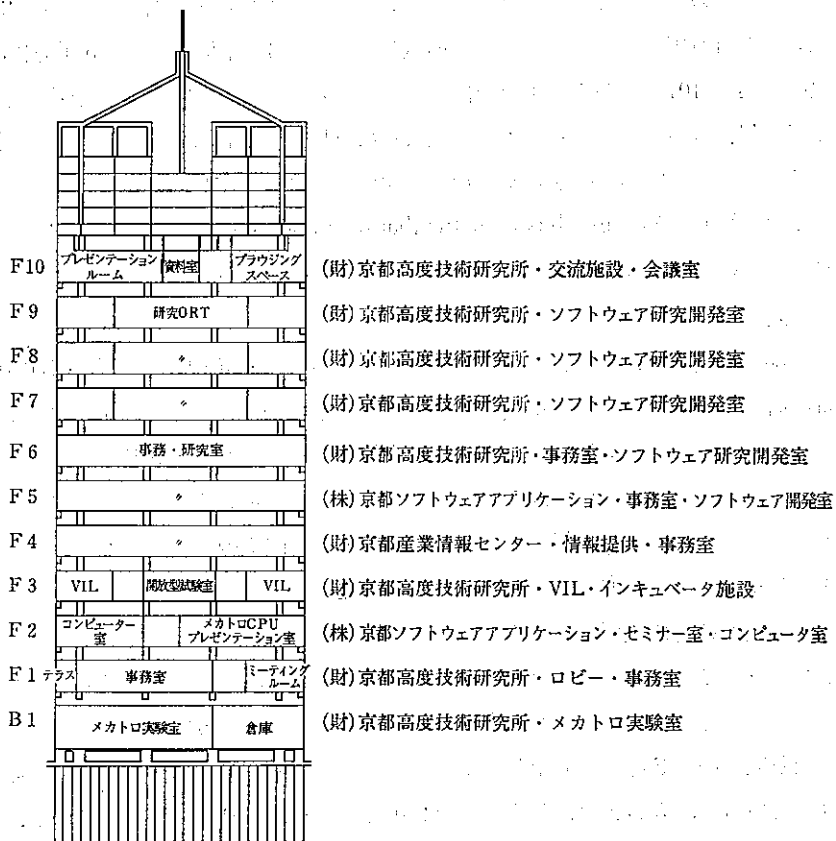 F10 プレゼンテーションルーム 資料室 ブラウジングスペース (財)京都高度技術研究所・交流施設・会議室
F9 研究ORT (財)京都高度技術研究所・ソフトウェア研究開発室
F8 〃 (財)京都高度技術研究所・ソフトウェア研究開発室
F7 〃 (財)京都高度技術研究所・ソフトウェア研究開発室
F6 事務・研究室 (財)京都高度技術研究所・事務室・ソフトウェア研究開発室
F5 〃 (株)京都ソフトウェアアプリケーション・事務室・ソフトウェア開発室
F4 〃 (財)京都産業情報センター・情報提供・事務室
F3 VIL 開放型試験室 VIL (財)京都高度技術研究所・VIL・インキュベータ施設
F2 コンピューター室 メカトロCPUプレゼンテーション室 (株)京都ソフトウェアアプリケーション・セミナー室・コンピュータ室
F1 テラス 事務室 ミーティングルーム (財)京都高度技術研究所・ロビー・事務室
B1 メカトロ実験室 倉庫 (財)京都高度技術研究所・メカトロ実験室